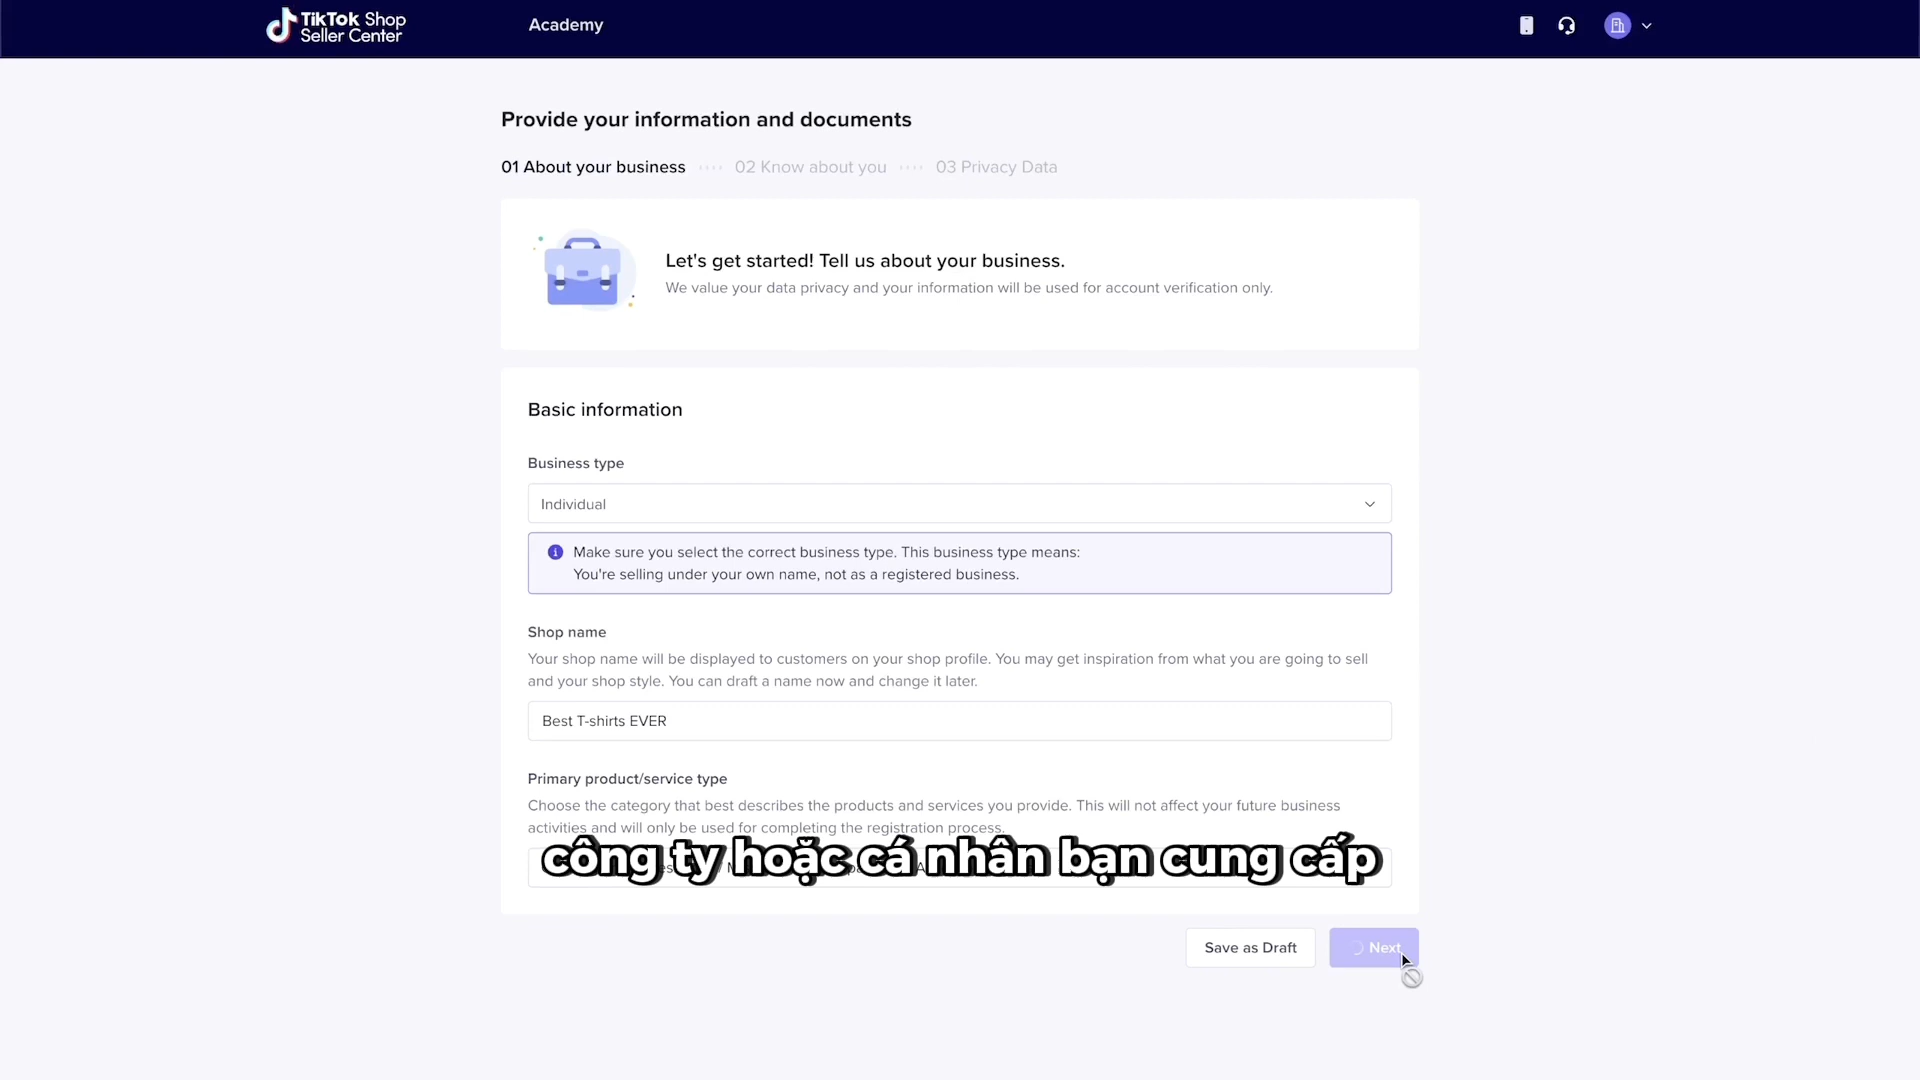 TikTok Shop
Seller Center
Academy
Provide your information and documents
01 About your business
02 Know about you
03 Privacy Data
Let's get started! Tell us about your business.
We value your data privacy and your information will be used for account verification only.
Basic information
Business type
Individual
Make sure you select the correct business type. This business type means:
You're selling under your own name, not as a registered business.
Shop name
Your shop name will be displayed to customers on your shop profile. You may get inspiration from what you are going to sell
and your shop style. You can draft a name now and change it later.
Best T-shirts EVER
Primary product/service type
Choose the category that best describes the products and services you provide. This will not affect your future business
activities and will only be used for completing the registration process.
công ty hoặc cá nhân bạn cung cấp
Save as Draft
Next